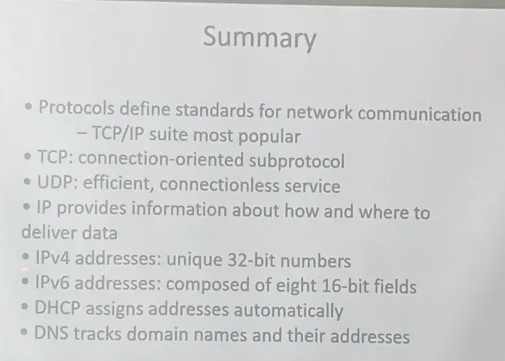 Summary
• Protocols define standards for network communication
– TCP/IP suite most popular
• TCP: connection-oriented subprotocol
• UDP: efficient, connectionless service
• IP provides information about how and where to
deliver data
• IPv4 addresses: unique 32-bit numbers
• IPv6 addresses: composed of eight 16-bit fields
• DHCP assigns addresses automatically
• DNS tracks domain names and their addresses